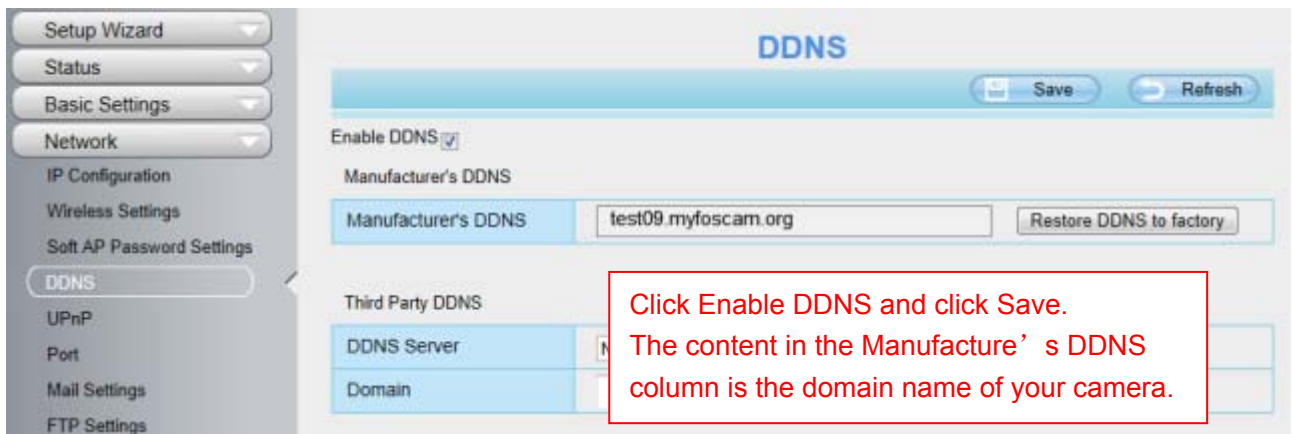 Setup Wizard
Status
Basic Settings
Network
IP Configuration
Wireless Settings
Soft AP Password Settings
DDNS
UPnP
Port
Mail Settings
FTP Settings
DDNS
Save Refresh
Enable DDNS
Manufacturer's DDNS
Manufacturer's DDNS test09.myfoscam.org Restore DDNS to factory
Third Party DDNS
DDNS Server
Domain
Click Enable DDNS and click Save.
The content in the Manufacture’s DDNS
column is the domain name of your camera.